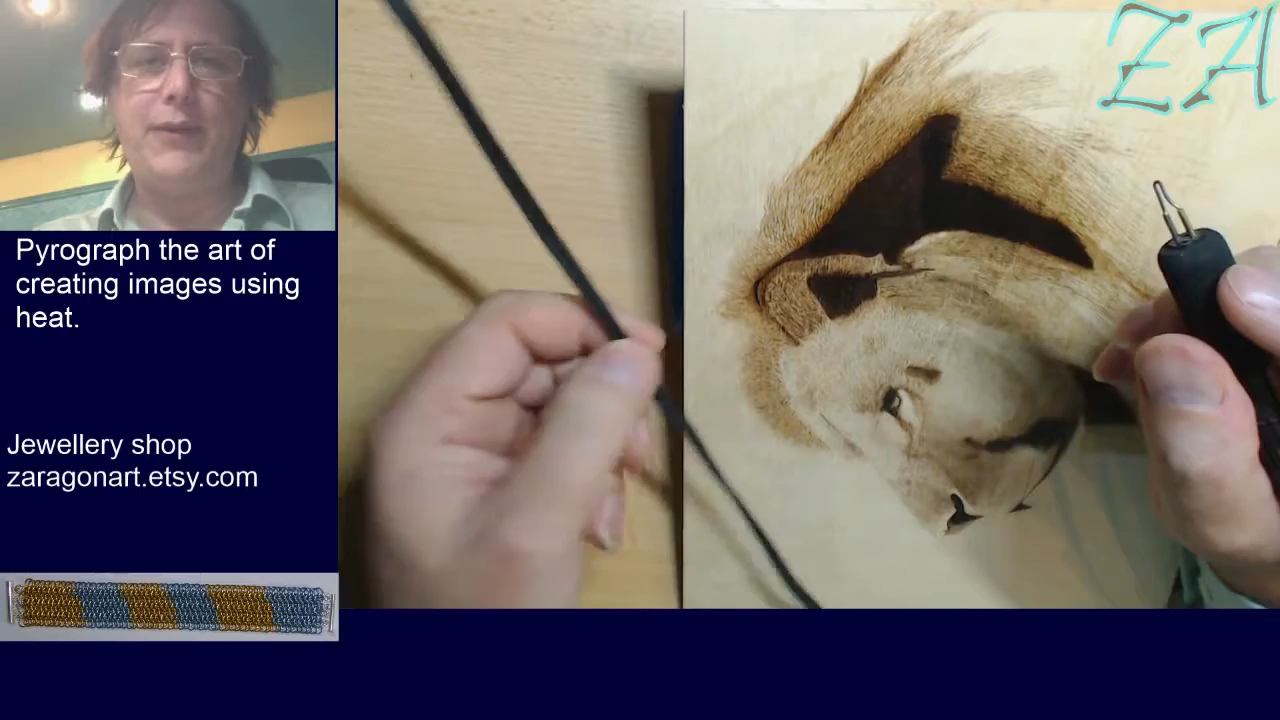 ZA
Pyrograph the art of
creating images using
heat.
Jewellery shop
zaragonart.etsy.com